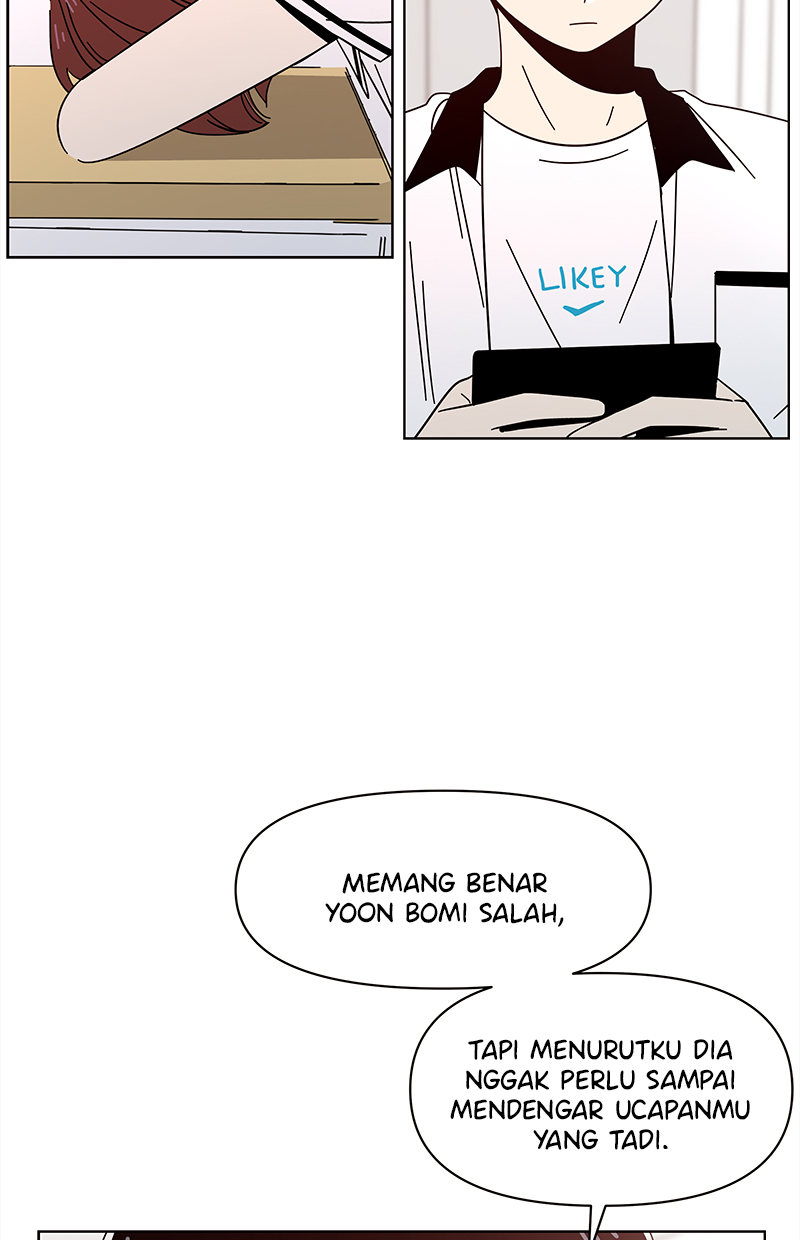 LIKEY
MEMANG BENAR
YOON BOMI SALAH,
TAPI MENURUTKU DIA
NGGAK PERLU SAMPAI
MENDENGAR UCAPANMU
YANG TADI.